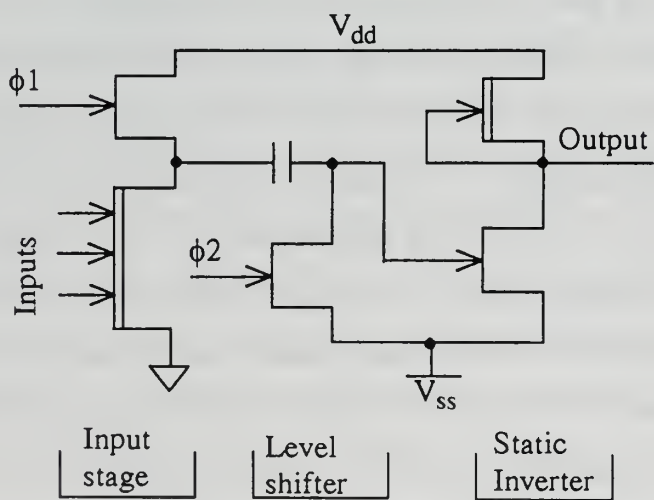 V_dd
ϕ1
Output
Inputs
ϕ2
V_ss
Input
stage
Level
shifter
Static
Inverter